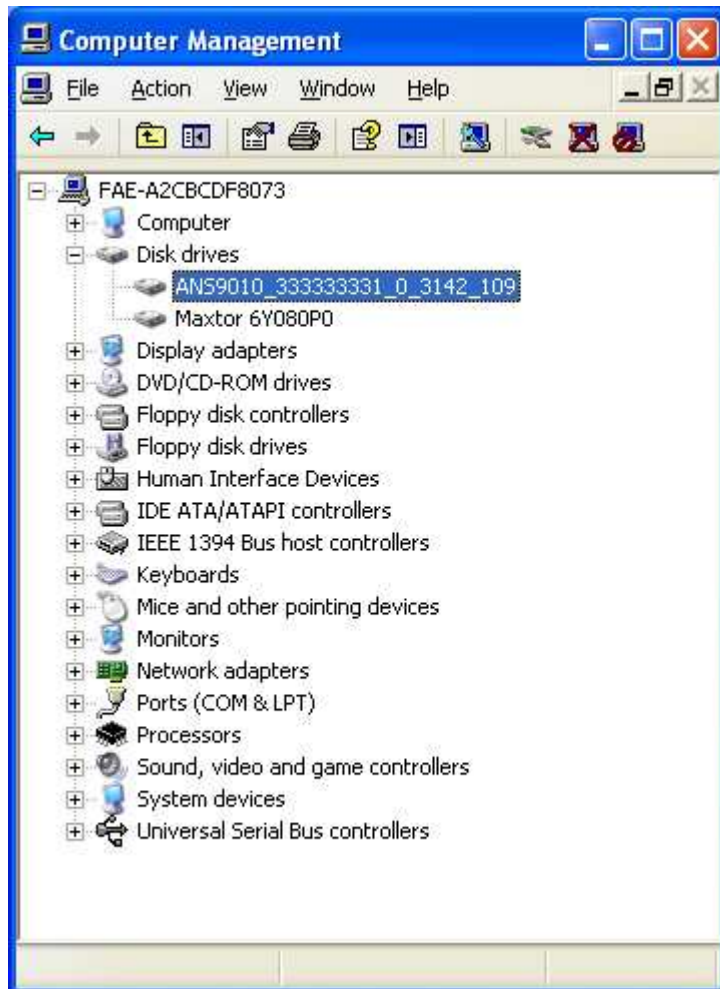 Computer Management
File Action View Window Help
FAE-A2CBCDF8073
Computer
Disk drives
ANS9010_333333331_0_3142_109
Maxtor 6Y080P0
Display adapters
DVD/CD-ROM drives
Floppy disk controllers
Floppy disk drives
Human Interface Devices
IDE ATA/ATAPI controllers
IEEE 1394 Bus host controllers
Keyboards
Mice and other pointing devices
Monitors
Network adapters
Ports (COM & LPT)
Processors
Sound, video and game controllers
System devices
Universal Serial Bus controllers